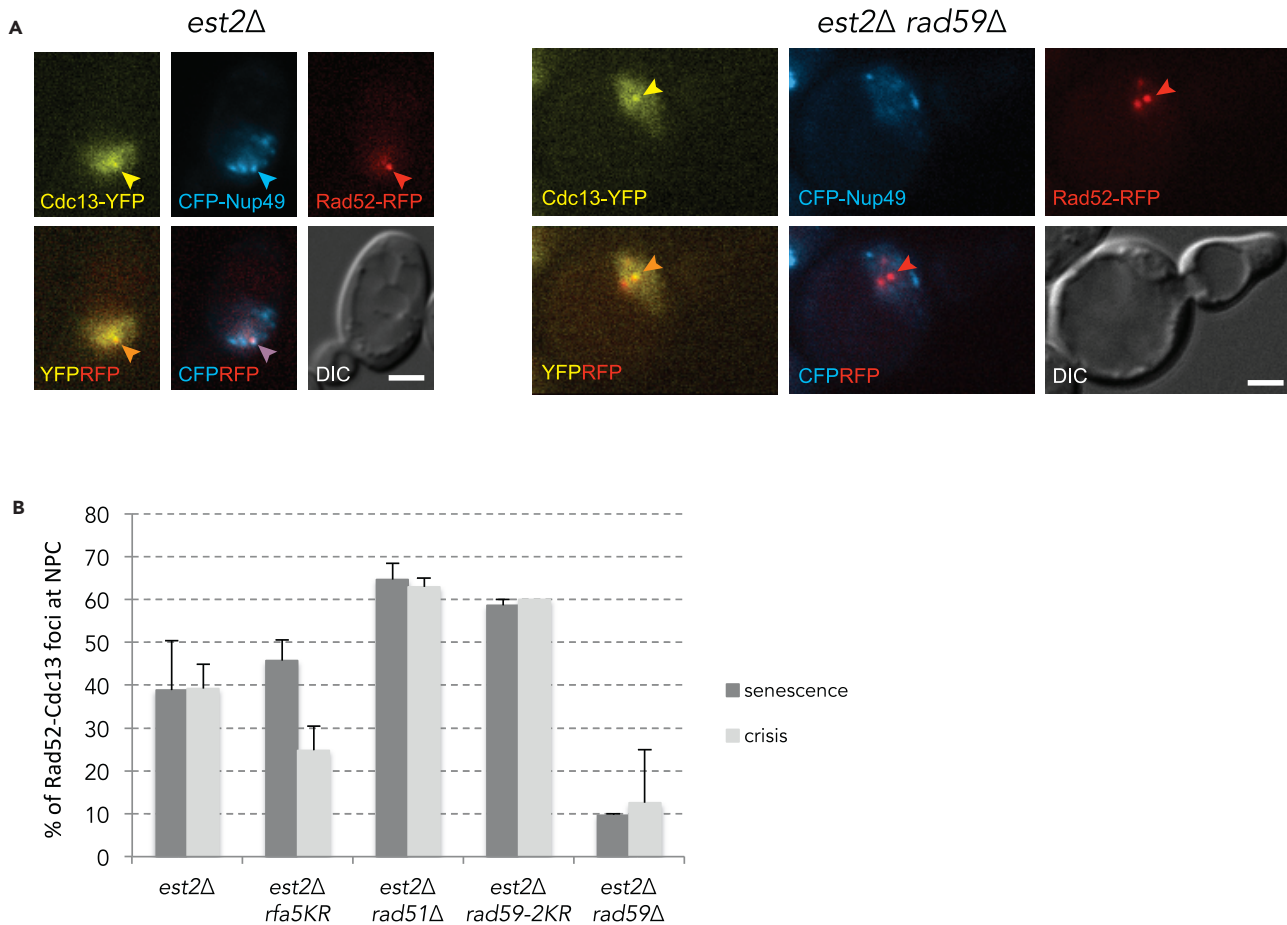 A
est2Δ
est2Δ rad59Δ
Cdc13-YFP
CFP-Nup49
Rad52-RFP
Cdc13-YFP
CFP-Nup49
Rad52-RFP
YFPRFP
CFPRFP
DIC
YFPRFP
CFPRFP
DIC
B
% of Rad52-Cdc13 foci at NPC
80
70
60
50
40
30
20
10
0
senescence
crisis
est2Δ
est2Δ
rfa5KR
est2Δ
rad51Δ
est2Δ
rad59-2KR
est2Δ
rad59Δ